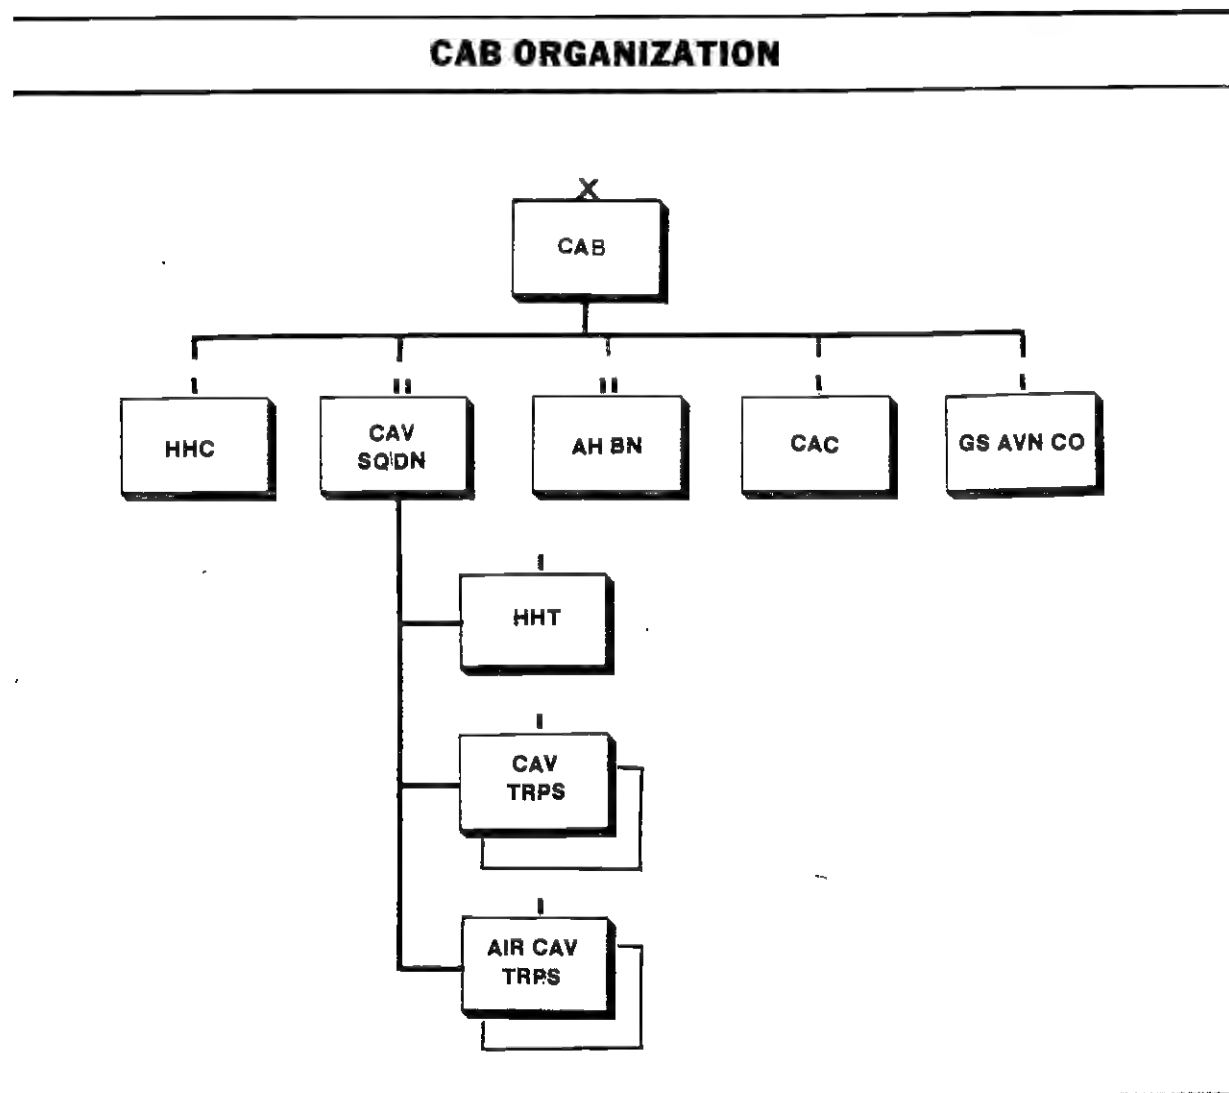 CAB ORGANIZATION
X
CAB
I I
II
II
I
I
HHC
CAV
SQDN
AH BN
CAC
GS AVN CO
I
HHT
I
CAV
TRPS
I
AIR CAV
TRPS